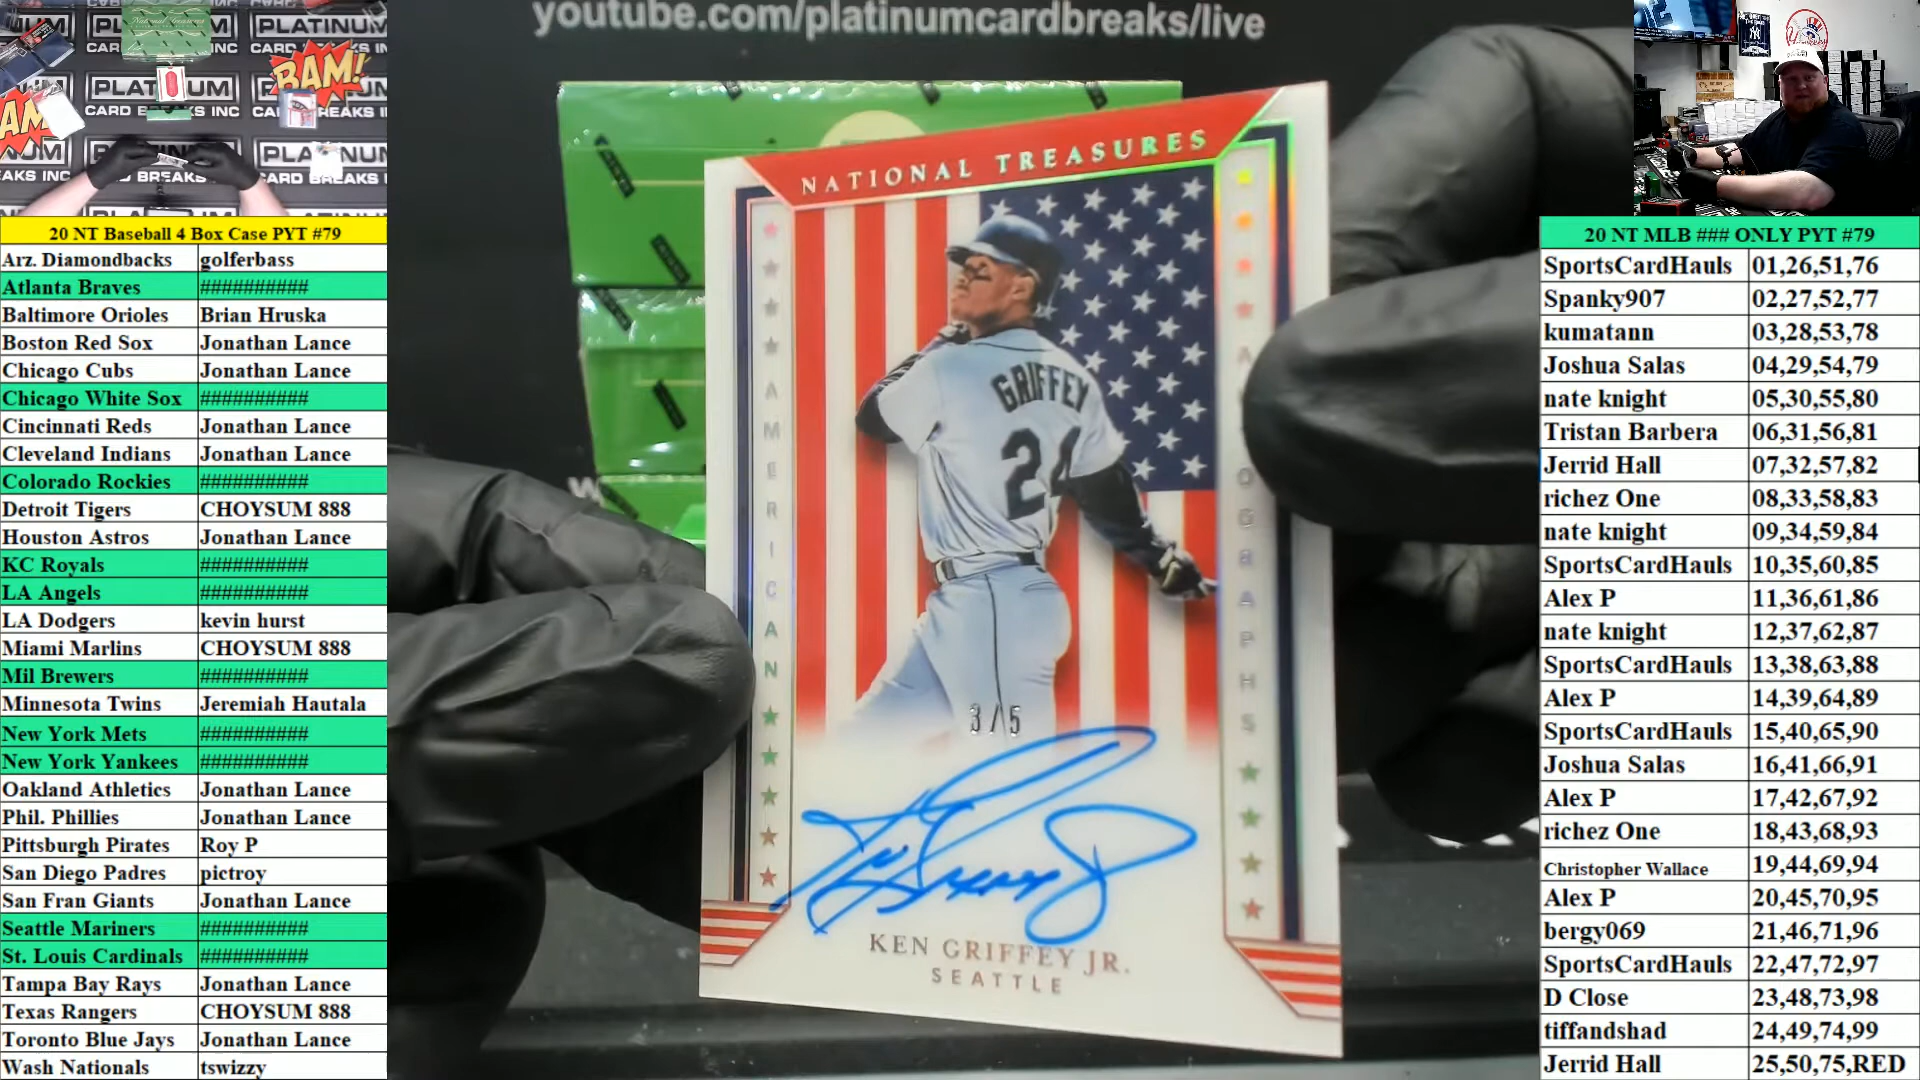 youtube.com/platinumcardbreaks/live
National Treasures
PLATINUM
CARD BREAKS INC
BAM!
20 NT Baseball 4 Box Case PYT #79
Arz. Diamondbacks golferbass
Atlanta Braves ##########
Baltimore Orioles Brian Hruska
Boston Red Sox Jonathan Lance
Chicago Cubs Jonathan Lance
Chicago White Sox ##########
Cincinnati Reds Jonathan Lance
Cleveland Indians Jonathan Lance
Colorado Rockies ##########
Detroit Tigers CHOYSUM 888
Houston Astros Jonathan Lance
KC Royals ##########
LA Angels ##########
LA Dodgers kevin hurst
Miami Marlins CHOYSUM 888
Mil Brewers ##########
Minnesota Twins Jeremiah Hautala
New York Mets ##########
New York Yankees ##########
Oakland Athletics Jonathan Lance
Phil. Phillies Jonathan Lance
Pittsburgh Pirates Roy P
San Diego Padres pictroy
San Fran Giants Jonathan Lance
Seattle Mariners ##########
St. Louis Cardinals ##########
Tampa Bay Rays Jonathan Lance
Texas Rangers CHOYSUM 888
Toronto Blue Jays Jonathan Lance
Wash Nationals tswizzy
NATIONAL TREASURES
AMERICAN
GRIFFEY
24
3/5
KEN GRIFFEY JR.
SEATTLE
20 NT MLB ### ONLY PYT #79
SportsCardHauls 01,26,51,76
Spanky907 02,27,52,77
kumatann 03,28,53,78
Joshua Salas 04,29,54,79
nate knight 05,30,55,80
Tristan Barbera 06,31,56,81
Jerrid Hall 07,32,57,82
richez One 08,33,58,83
nate knight 09,34,59,84
SportsCardHauls 10,35,60,85
Alex P 11,36,61,86
nate knight 12,37,62,87
SportsCardHauls 13,38,63,88
Alex P 14,39,64,89
SportsCardHauls 15,40,65,90
Joshua Salas 16,41,66,91
Alex P 17,42,67,92
richez One 18,43,68,93
Christopher Wallace 19,44,69,94
Alex P 20,45,70,95
bergy069 21,46,71,96
SportsCardHauls 22,47,72,97
D Close 23,48,73,98
tiffandshad 24,49,74,99
Jerrid Hall 25,50,75,RED